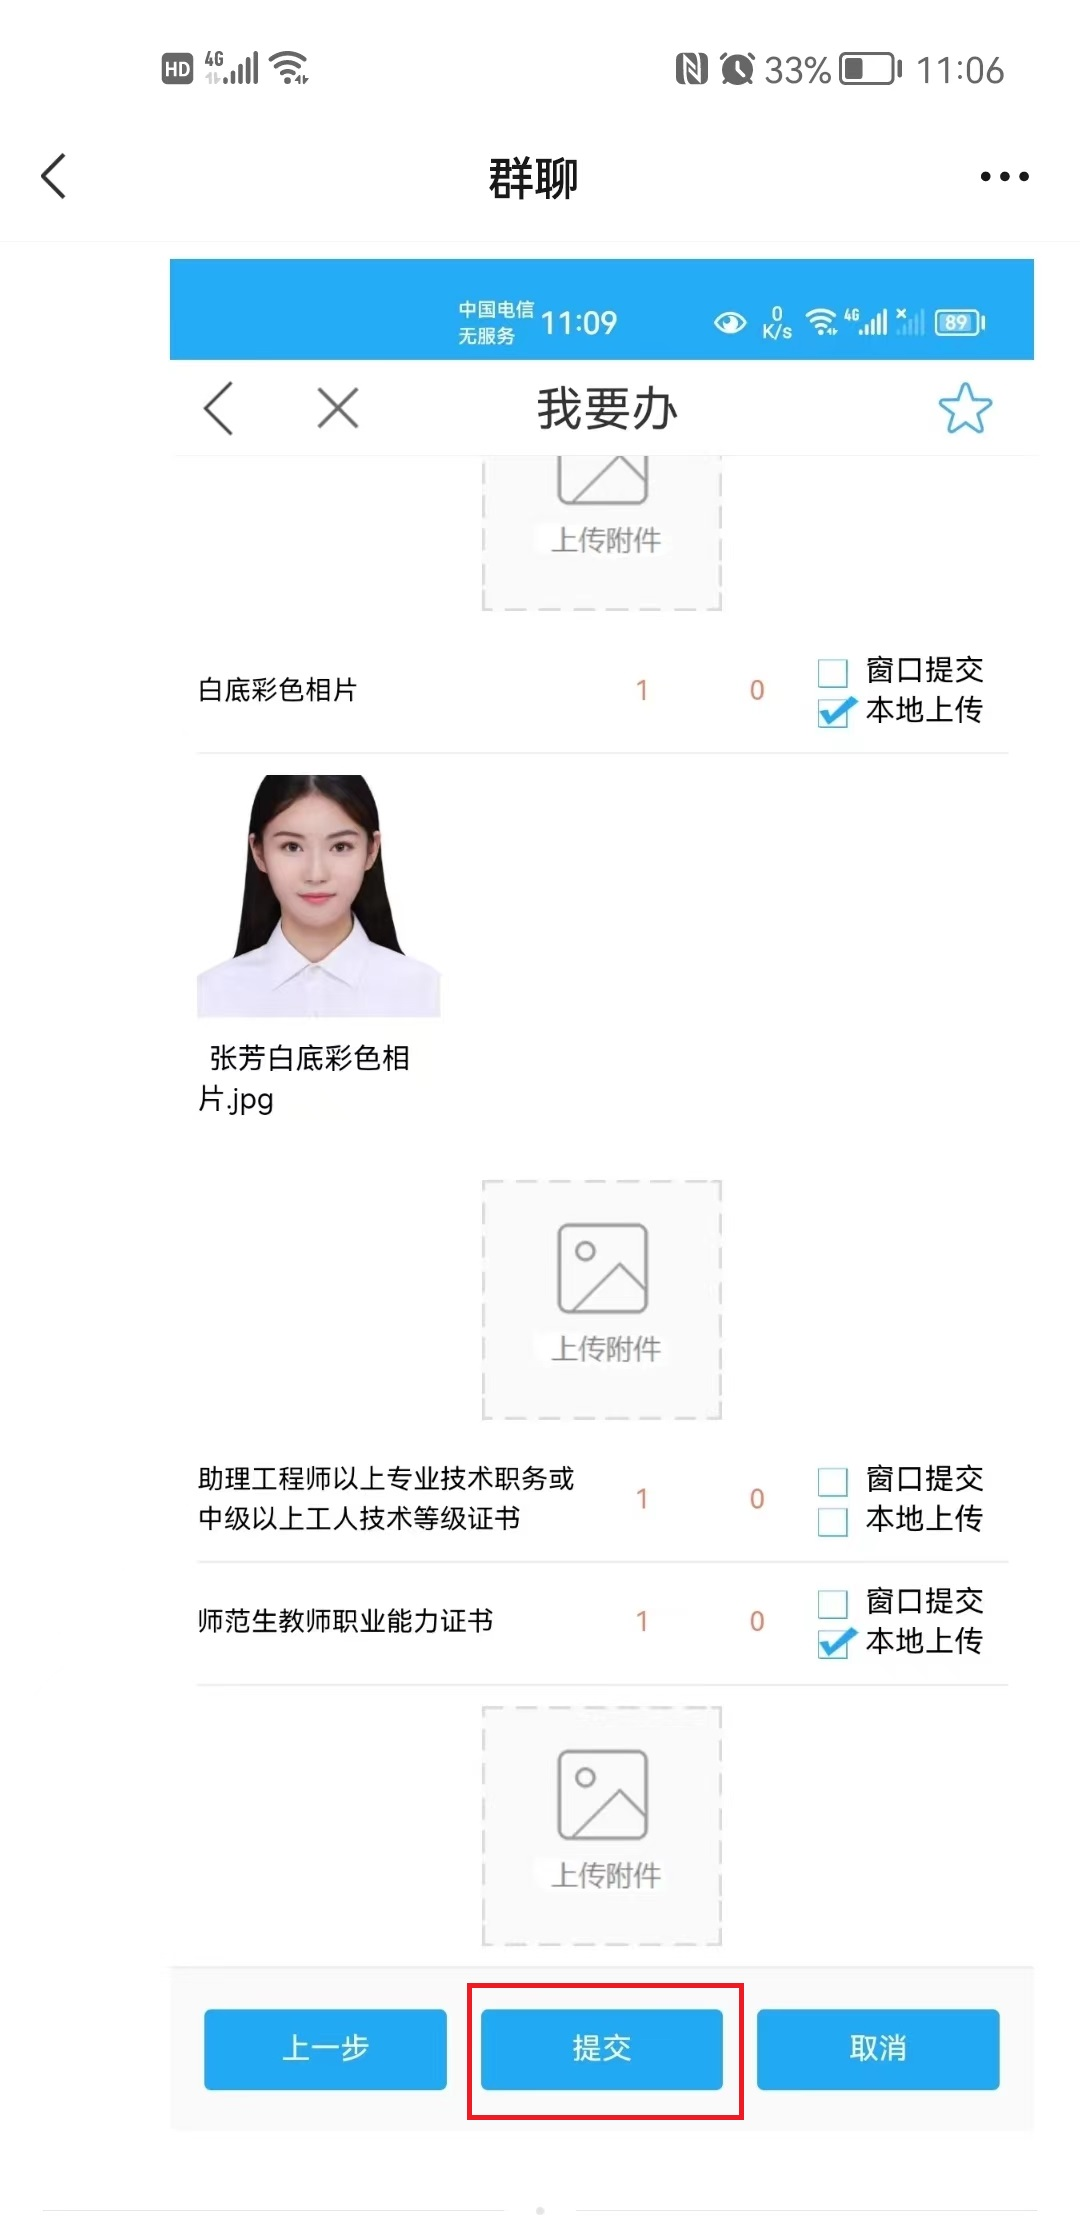 HD 4G 33% 11:06
群聊
中国电信
无服务
11:09
0
K/s
4G
89
我要办
上传附件
白底彩色相片 1 0
窗口提交
本地上传
张芳白底彩色相
片.jpg
上传附件
助理工程师以上专业技术职务或
中级以上工人技术等级证书
1 0
窗口提交
本地上传
师范生教师职业能力证书 1 0
窗口提交
本地上传
上传附件
上一步 提交 取消